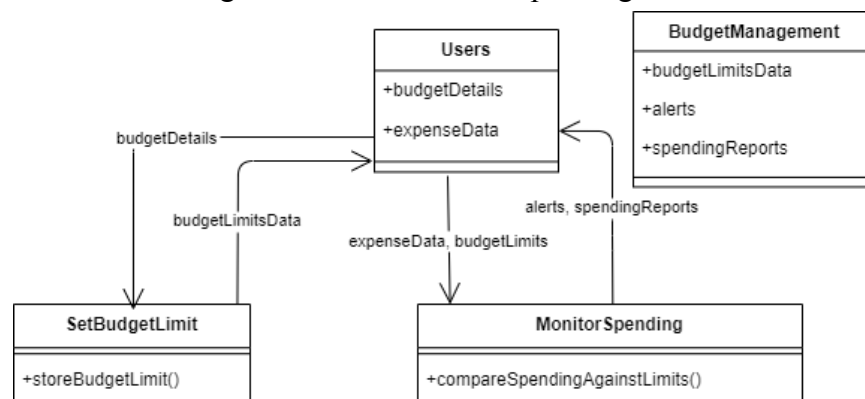 Users
+budgetDetails
+expenseData
BudgetManagement
+budgetLimitsData
+alerts
+spendingReports
budgetDetails
budgetLimitsData
alerts, spendingReports
expenseData, budgetLimits
SetBudgetLimit
+storeBudgetLimit()
MonitorSpending
+compareSpendingAgainstLimits()